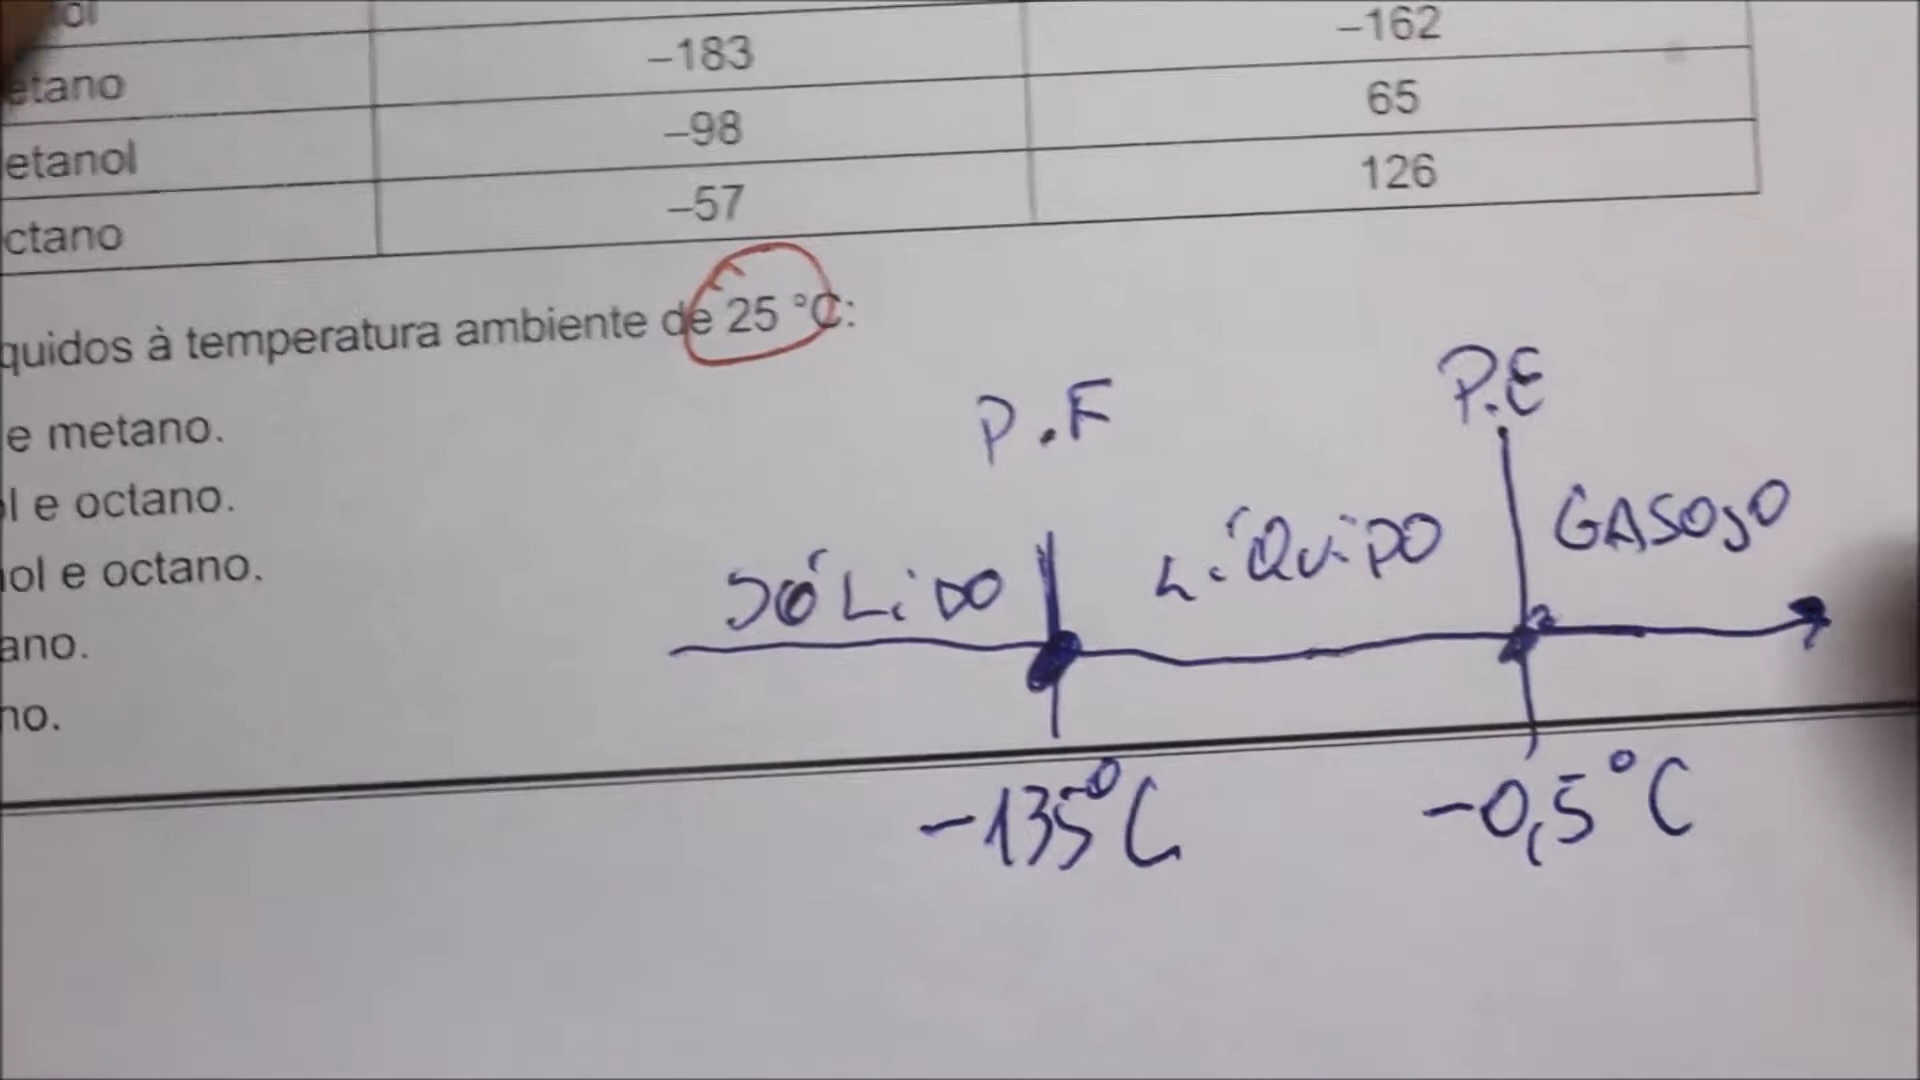 etano –183 –162
etanol –98 65
ctano –57 126
quidos à temperatura ambiente de 25 °C:
e metano.
l e octano.
ol e octano.
ano.
no.
P.F P.E
SÓLIDO LÍQUIDO GASOSO
-135°C -0,5°C